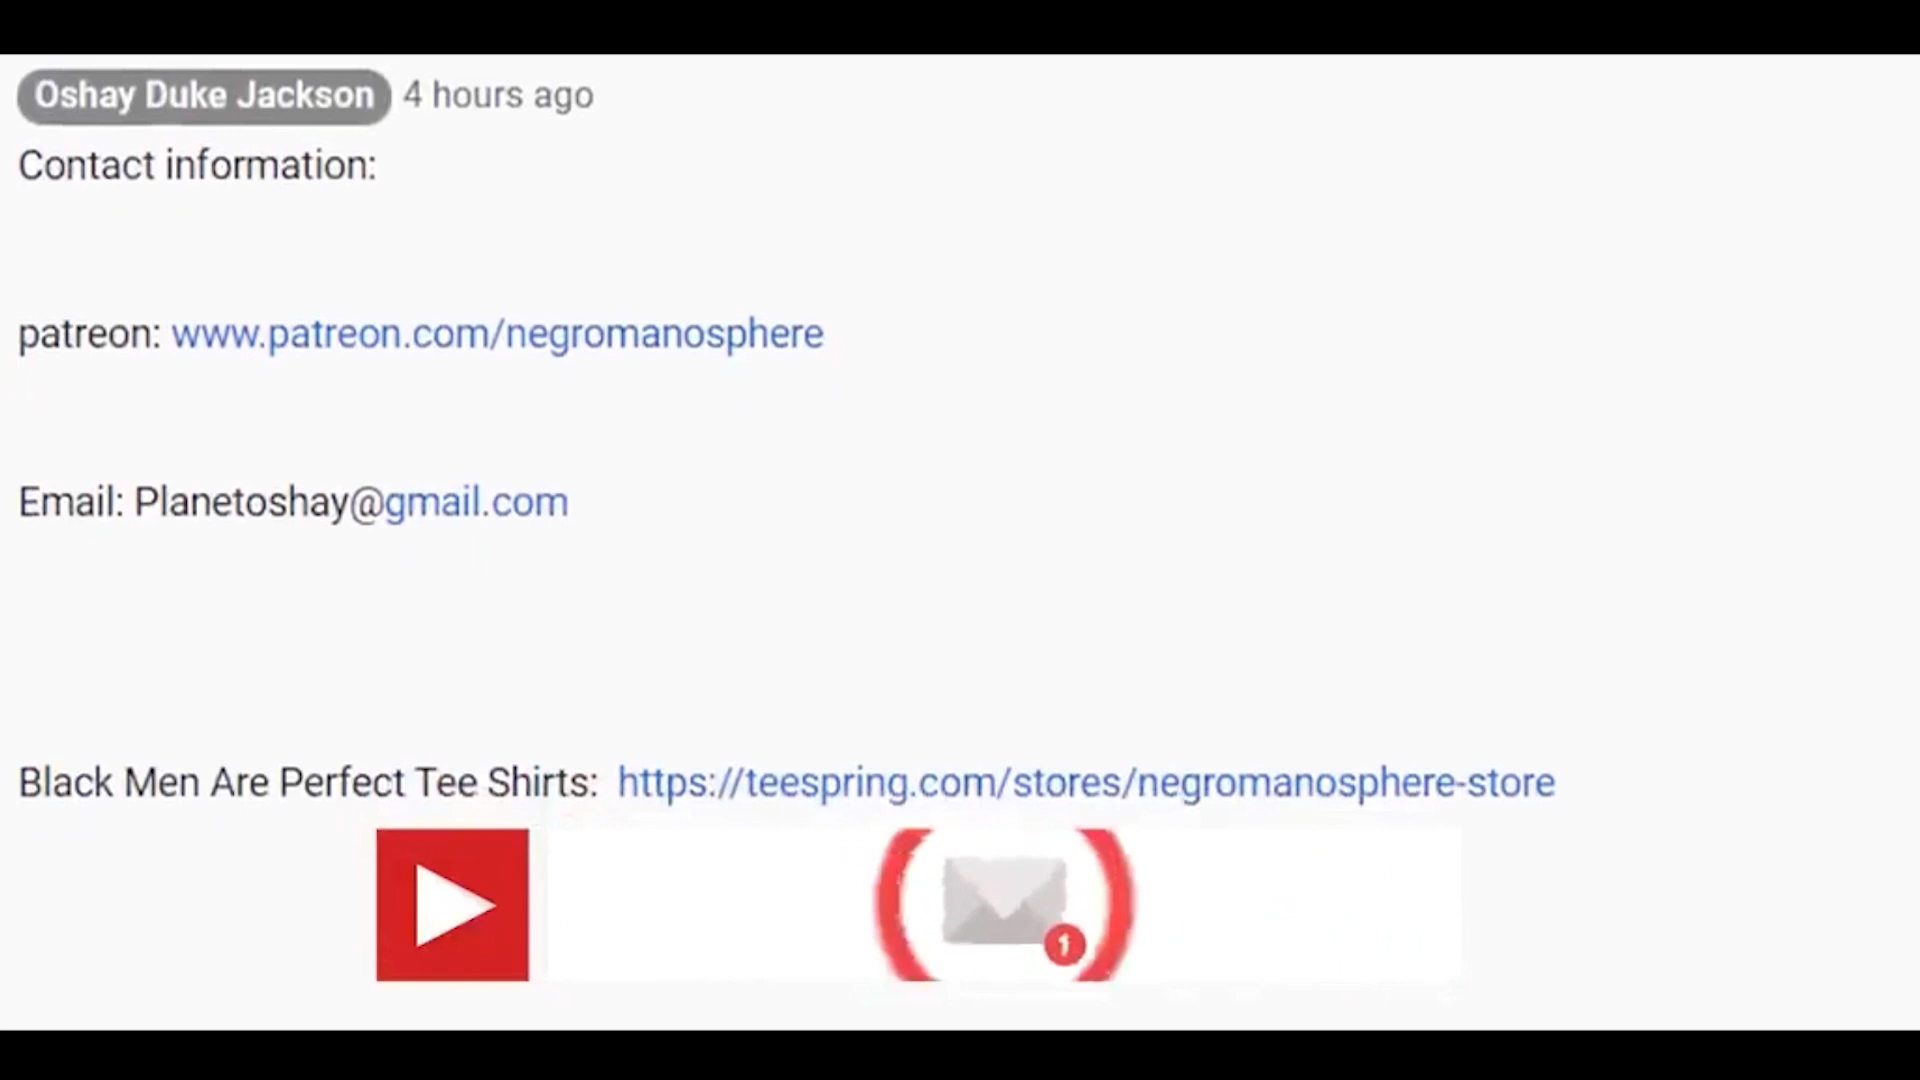 Oshay Duke Jackson 4 hours ago
Contact information:
patreon: www.patreon.com/negromanosphere
Email: Planetoshay@gmail.com
Black Men Are Perfect Tee Shirts: https://teespring.com/stores/negromanosphere-store
1